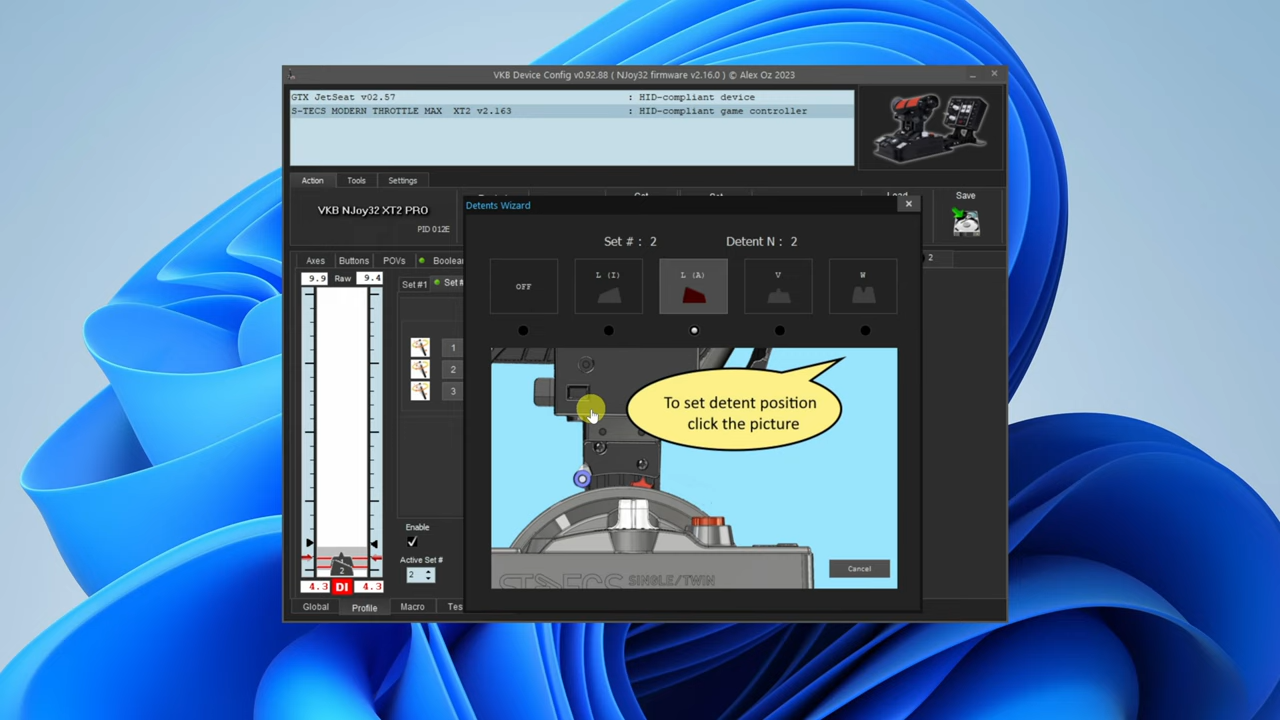 VKB Device Config v0.92.88 ( NJoy32 firmware v2.16.0 ) © Alex Oz 2023
GTX JetSeat v02.57 : HID-compliant device
S-TECS MODERN THROTTLE MAX XT2 v2.163 : HID-compliant game controller
Action Tools Settings
VKB NJoy32 XT2 PRO
PID 012E
Save
Detents Wizard
Set # : 2 Detent N : 2
OFF
L (I)
L (A)
V
W
Axes Buttons POVs
2
9.9 Raw 9.4
Set #1
1
2
3
To set detent position
click the picture
Enable
Active Set #
2
2
4.3 DI 4.3
SINGLE/TWIN
Cancel
Global Profile Macro